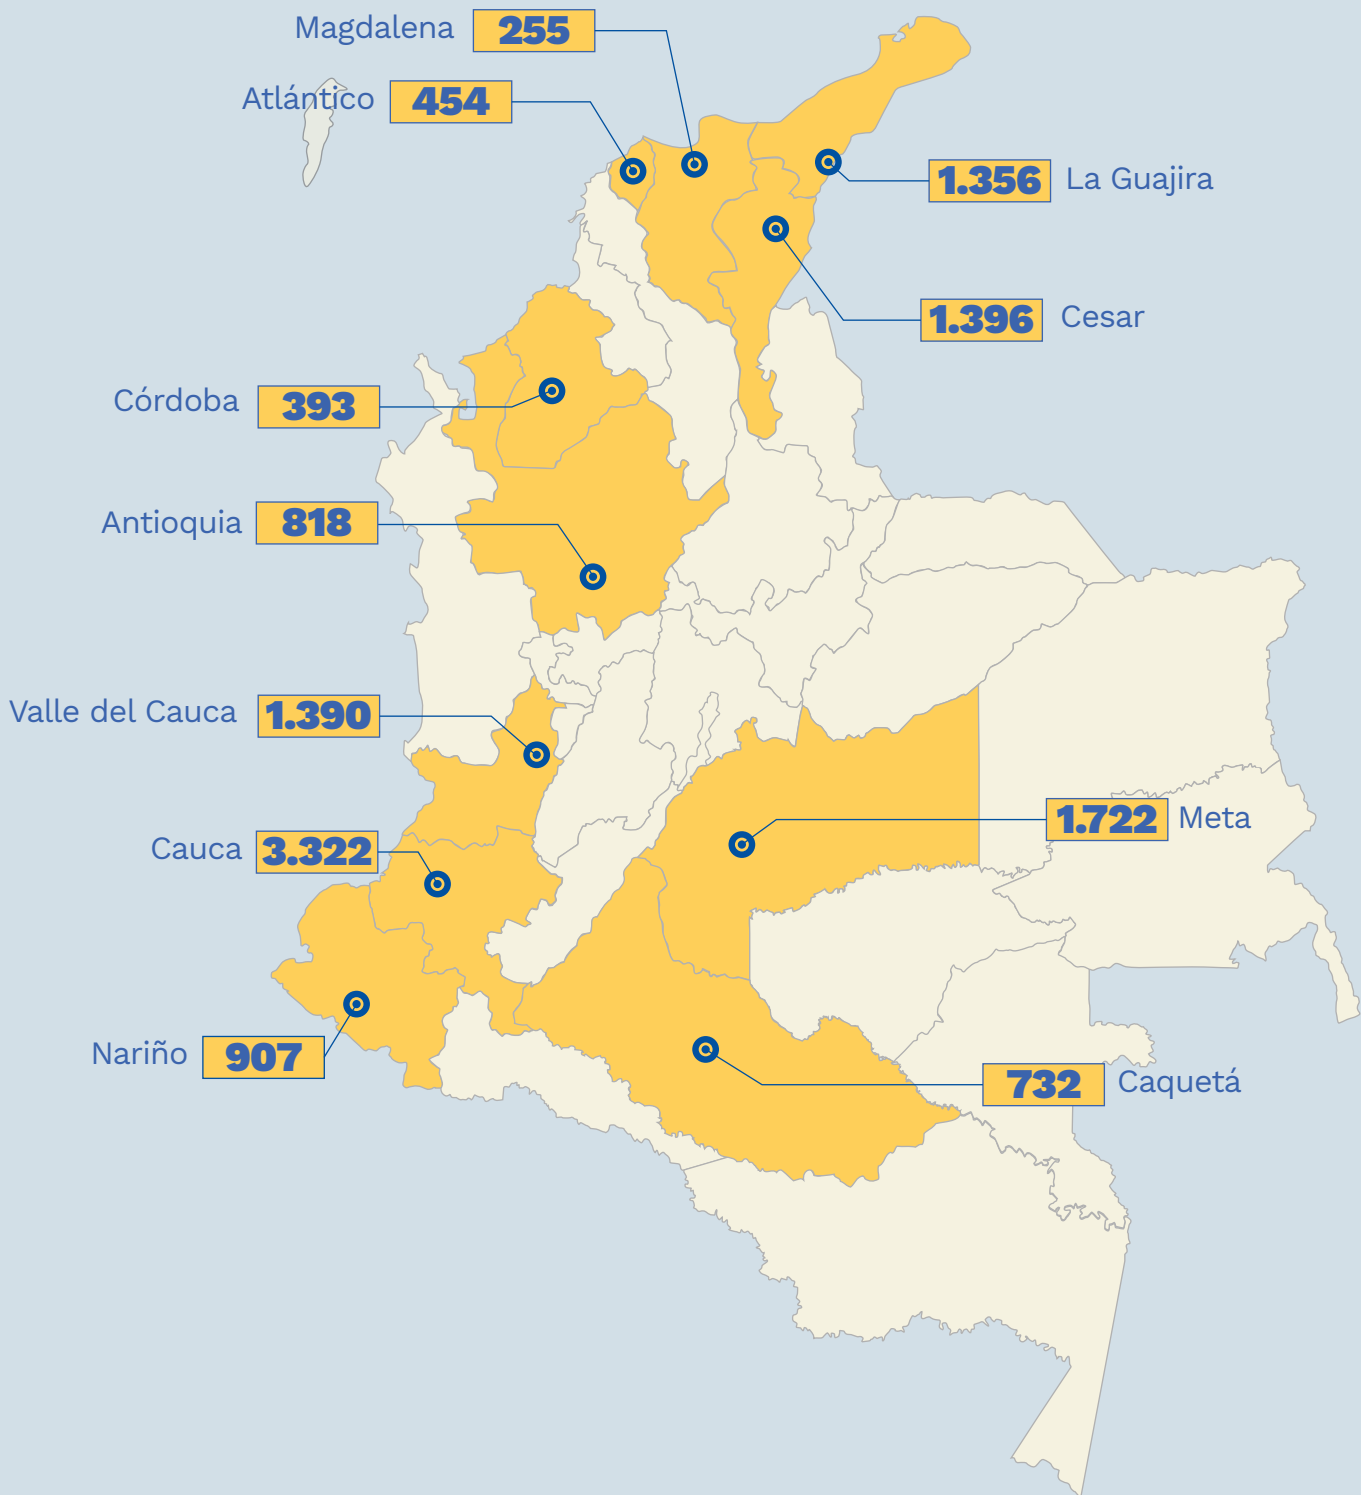 Magdalena 255
Atlántico 454
1.356 La Guajira
1.396 Cesar
Córdoba 393
Antioquia 818
Valle del Cauca 1.390
1.722 Meta
Cauca 3.322
Nariño 907
732 Caquetá